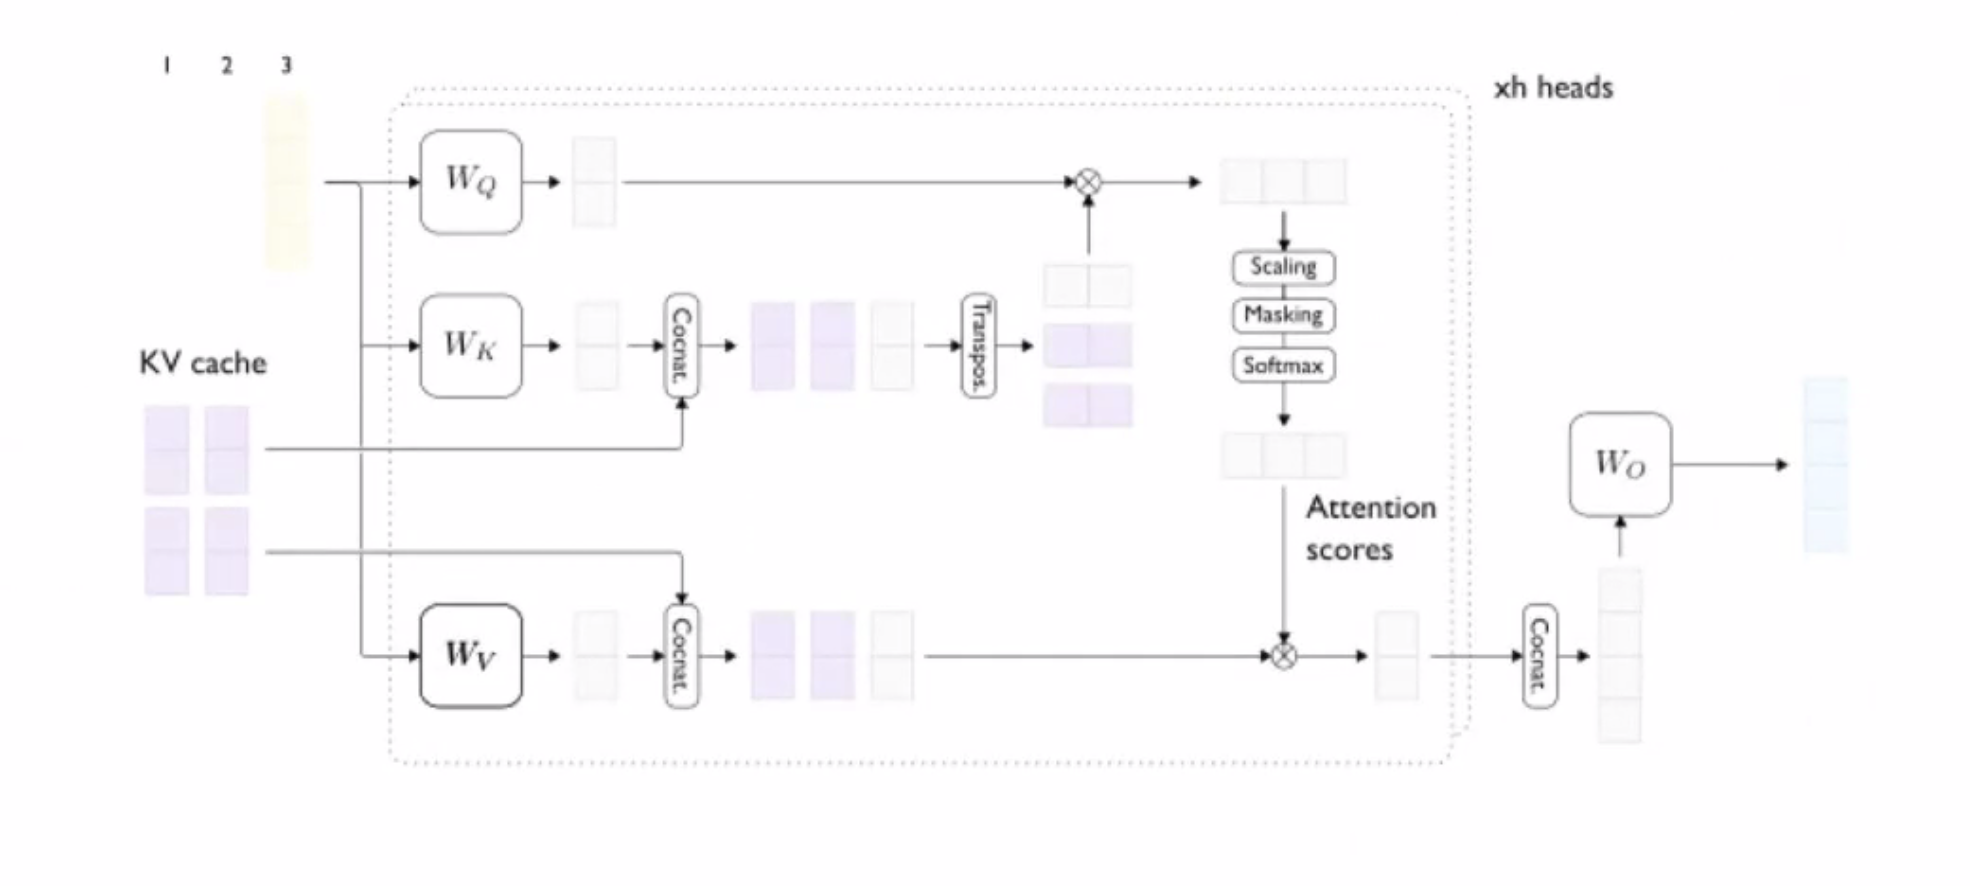 1 2 3
xh heads
W_Q
Scaling
W_K
Cocnat.
Transpos.
Masking
KV cache
Softmax
W_O
Attention
scores
W_V
Cocnat.
Cocnat.